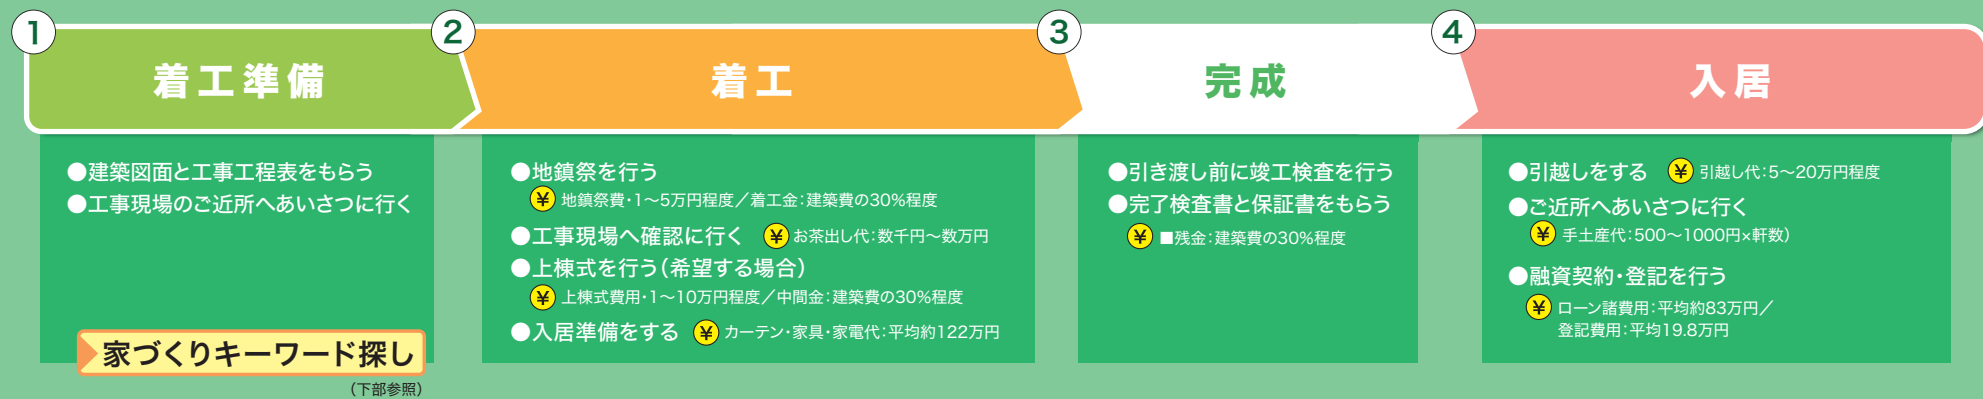 1
着工準備
●建築図面と工事工程表をもらう
●工事現場のご近所へあいさつに行く
家づくりキーワード探し
（下部参照）
2
着工
●地鎮祭を行う
¥ 地鎮祭費・1〜5万円程度／着工金：建築費の30%程度
●工事現場へ確認に行く ¥ お茶出し代：数千円〜数万円
●上棟式を行う（希望する場合）
¥ 上棟式費用・1〜10万円程度／中間金：建築費の30%程度
●入居準備をする ¥ カーテン・家具・家電代：平均約122万円
3
完成
●引き渡し前に竣工検査を行う
●完了検査書と保証書をもらう
¥ ■残金：建築費の30%程度
4
入居
●引越しをする ¥ 引越し代：5〜20万円程度
●ご近所へあいさつに行く
¥ 手土産代：500〜1000円×軒数）
●融資契約・登記を行う
¥ ローン諸費用：平均約83万円／
登記費用：平均19.8万円